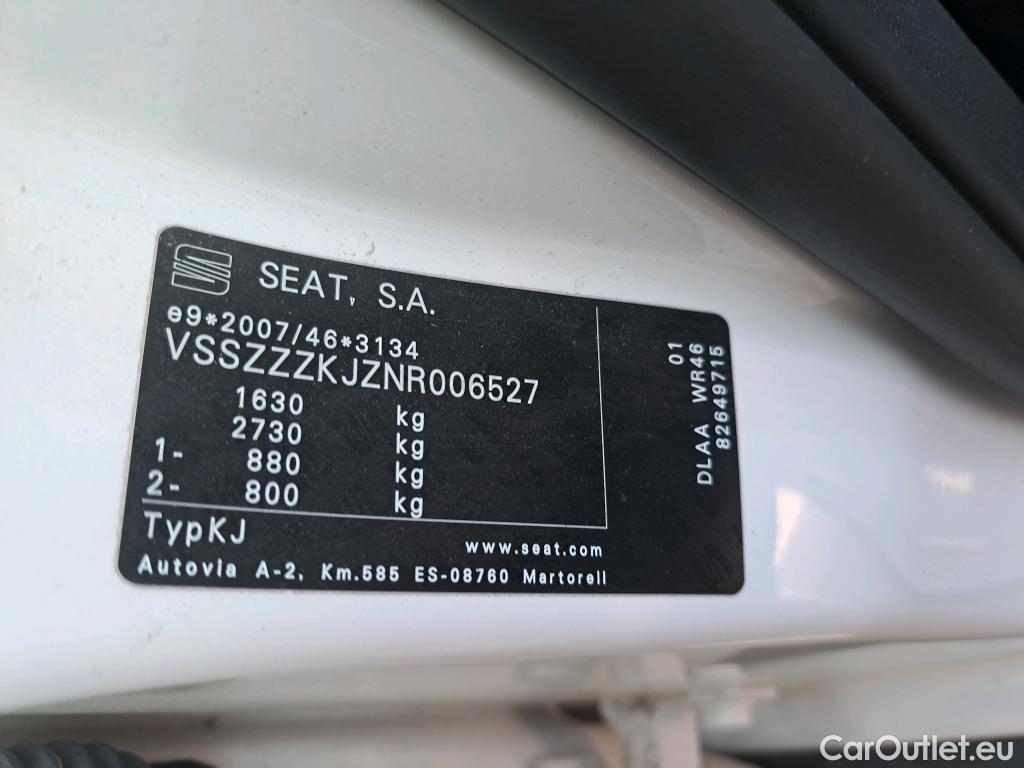 SEAT, S.A.
e9*2007/46*3134
VSSZZZKJZNR006527
1630 kg
2730 kg
1- 880 kg
2- 800 kg
TypKJ
www.seat.com
Autovia A-2, Km.585 ES-08760 Martorell
01
DLAA WR46
82649715
CarOutlet.eu